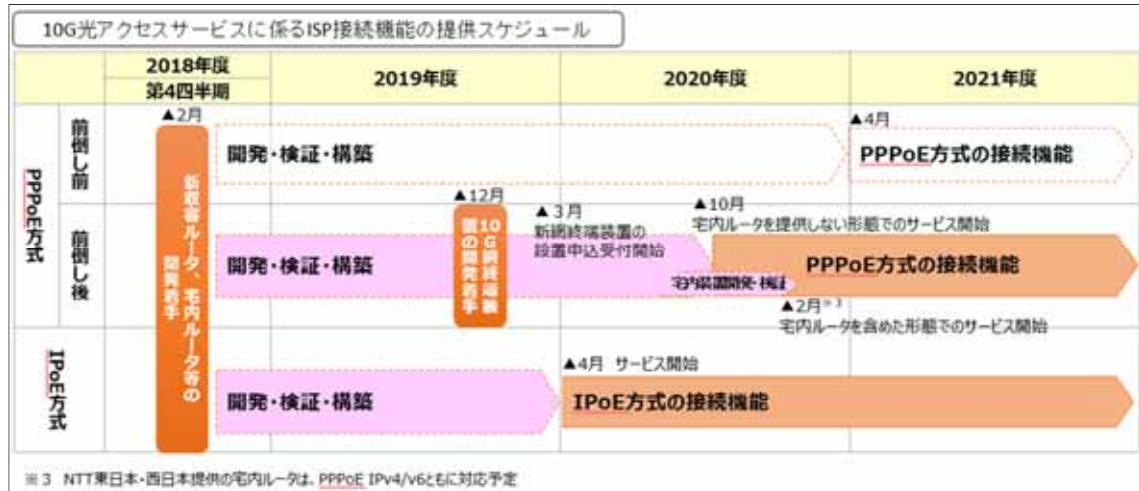 10G光アクセスサービスに係るISP接続機能の提供スケジュール
2018年度
第4四半期
2019年度
2020年度
2021年度
PPPoE方式
前倒し前
前倒し後
IPoE方式
▲2月
新収容ルータ、宅内ルータ等の
開発着手
開発・検証・構築
▲4月
PPPoE方式の接続機能
開発・検証・構築
▲12月
10G網終端装
置の開発着手
▲3月
新網終端装置の
設置申込受付開始
▲10月
宅内ルータを提供しない形態でのサービス開始
PPPoE方式の接続機能
宅内装置開発・検証
▲2月※3
宅内ルータを含めた形態でのサービス開始
開発・検証・構築
▲4月 サービス開始
IPoE方式の接続機能
※3 NTT東日本・西日本提供の宅内ルータは、PPPoE IPv4/v6ともに対応予定